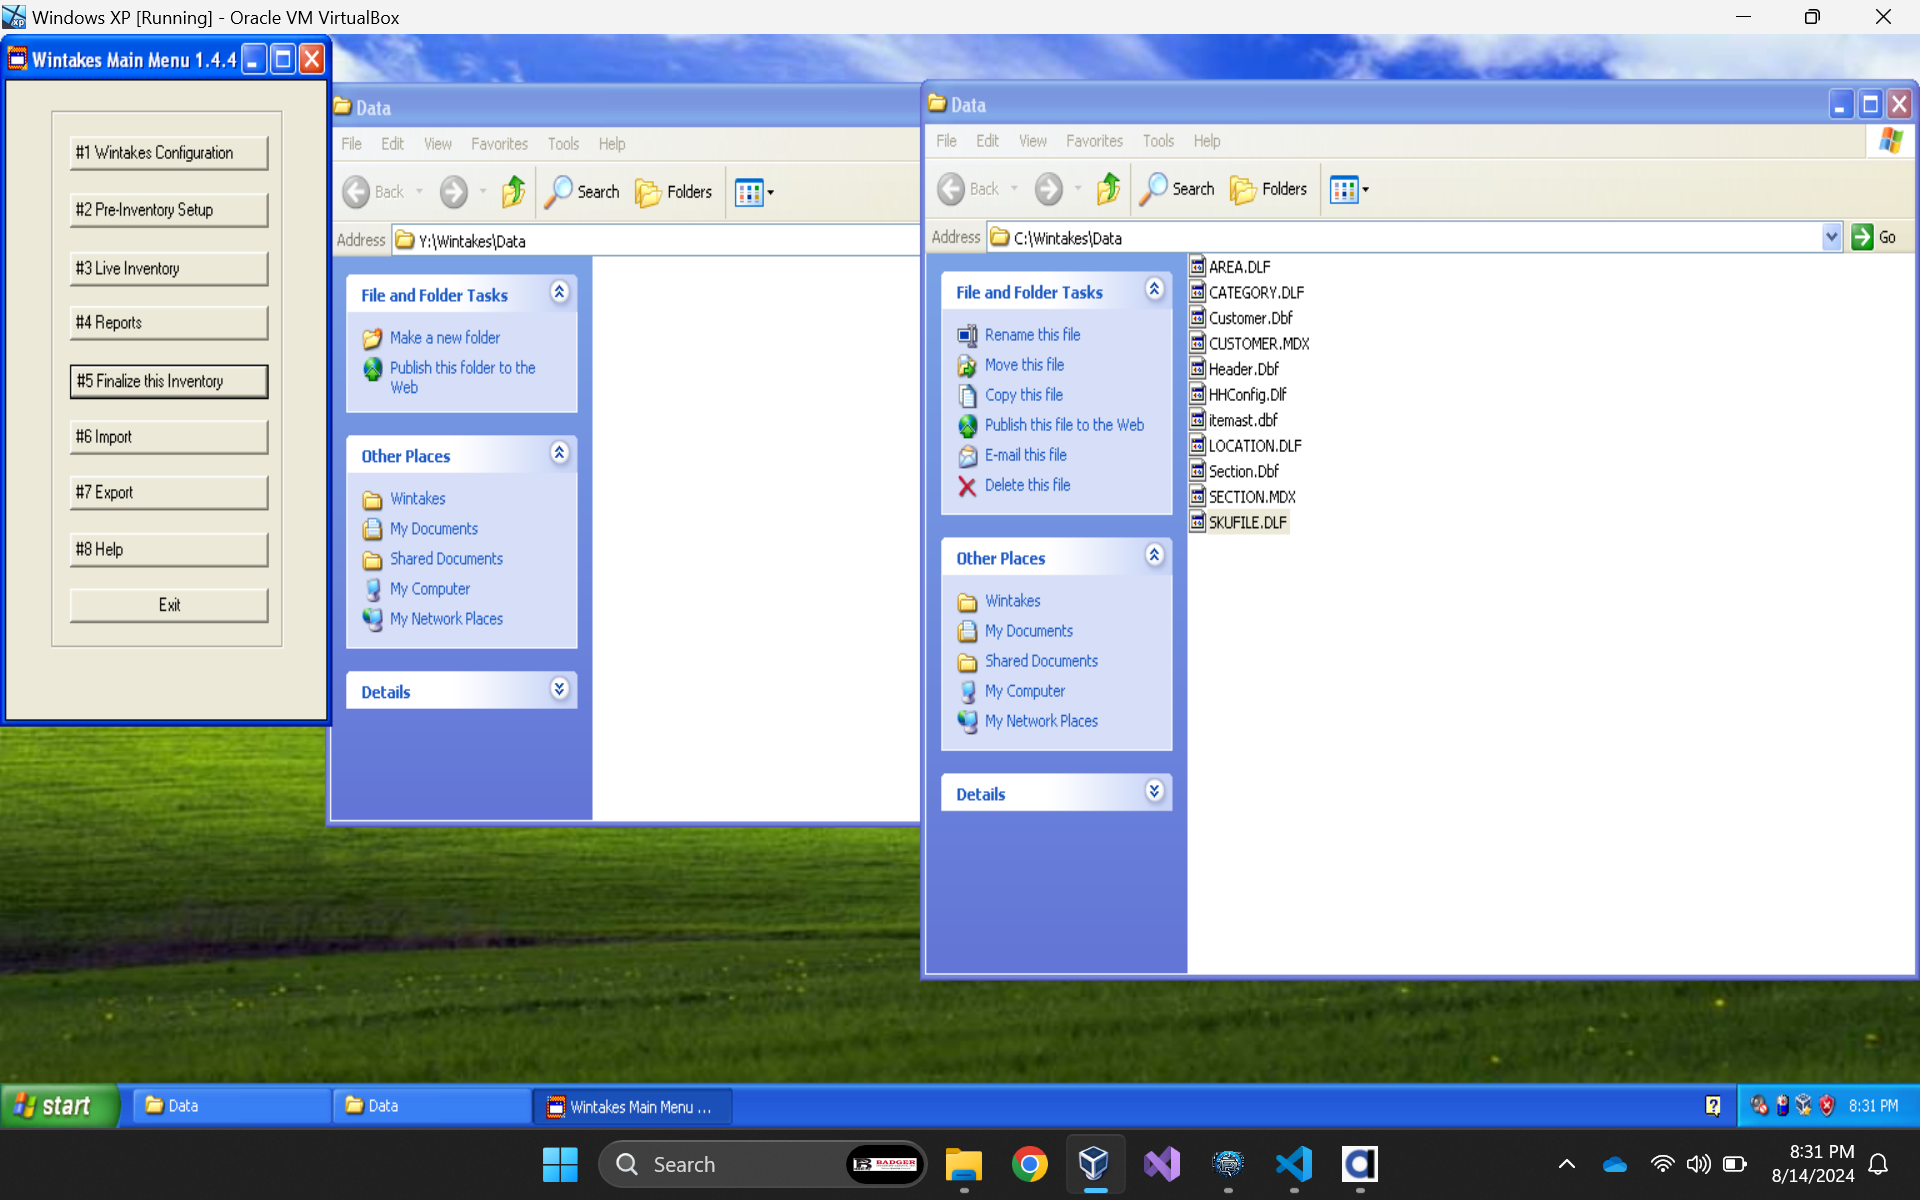 Windows XP [Running] - Oracle VM VirtualBox
Wintakes Main Menu 1.4.4
#1 Wintakes Configuration
#2 Pre-Inventory Setup
#3 Live Inventory
#4 Reports
#5 Finalize this Inventory
#6 Import
#7 Export
#8 Help
Exit
Data
File Edit View Favorites Tools Help
Back Search Folders
Address Y:\Wintakes\Data
File and Folder Tasks
Make a new folder
Publish this folder to the
Web
Other Places
Wintakes
My Documents
Shared Documents
My Computer
My Network Places
Details
Data
File Edit View Favorites Tools Help
Back Search Folders
Address C:\Wintakes\Data Go
File and Folder Tasks
Rename this file
Move this file
Copy this file
Publish this file to the Web
E-mail this file
Delete this file
Other Places
Wintakes
My Documents
Shared Documents
My Computer
My Network Places
Details
AREA.DLF
CATEGORY.DLF
Customer.Dbf
CUSTOMER.MDX
Header.Dbf
HHConfig.Dlf
itemast.dbf
LOCATION.DLF
Section.Dbf
SECTION.MDX
SKUFILE.DLF
start Data Data Wintakes Main Menu ... 8:31 PM
Search BADGER
8:31 PM
8/14/2024